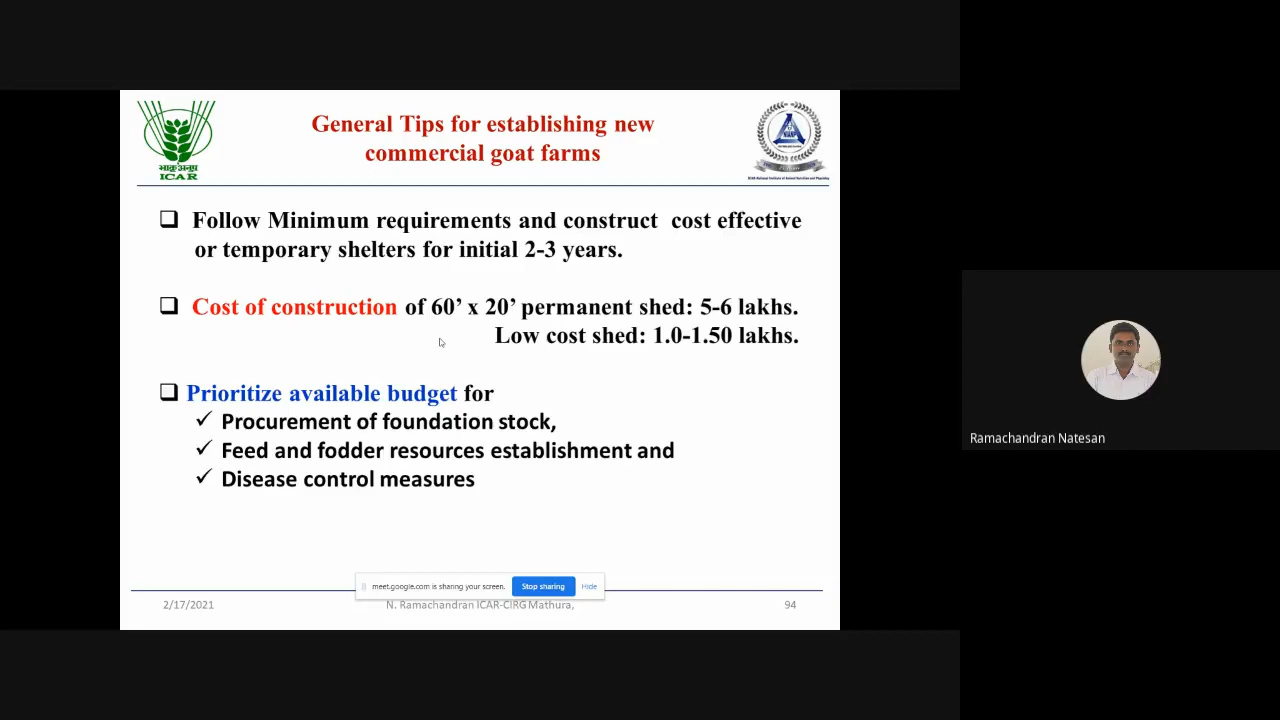 General Tips for establishing new
commercial goat farms
भाकृअनुप
ICAR
Follow Minimum requirements and construct cost effective
or temporary shelters for initial 2-3 years.
Cost of construction of 60’ x 20’ permanent shed: 5-6 lakhs.
Low cost shed: 1.0-1.50 lakhs.
Prioritize available budget for
Procurement of foundation stock,
Feed and fodder resources establishment and
Disease control measures
meet.google.com is sharing your screen. Stop sharing Hide
2/17/2021 N. Ramachandran ICAR-CIRG Mathura, 94
Ramachandran Natesan